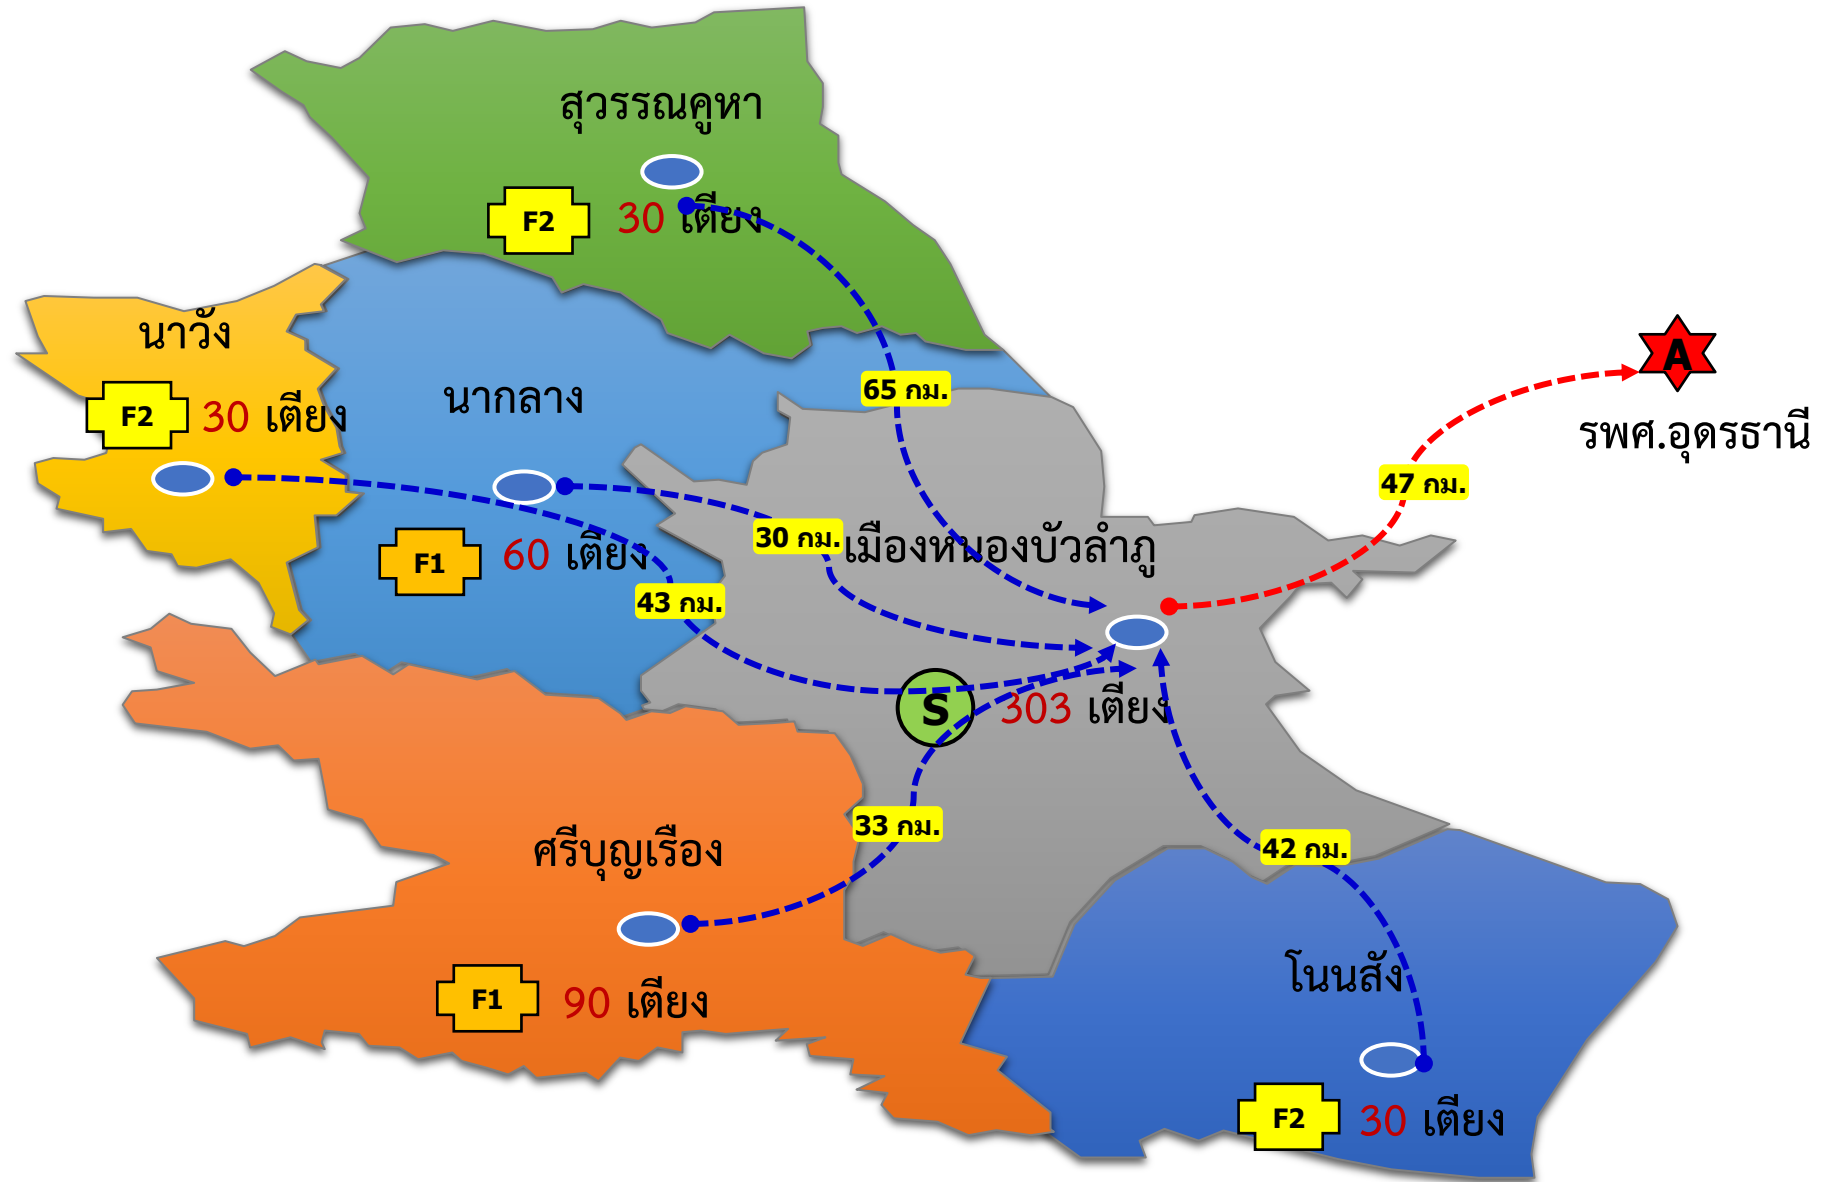 สุวรรณคูหา
F2
30 เตียง
นาวัง
F2
30 เตียง
นากลาง
65 กม.
A
รพศ.อุดรธานี
47 กม.
30 กม.
เมืองหนองบัวลำภู
F1
60 เตียง
43 กม.
S
303 เตียง
33 กม.
42 กม.
ศรีบุญเรือง
F1
90 เตียง
โนนสัง
F2
30 เตียง